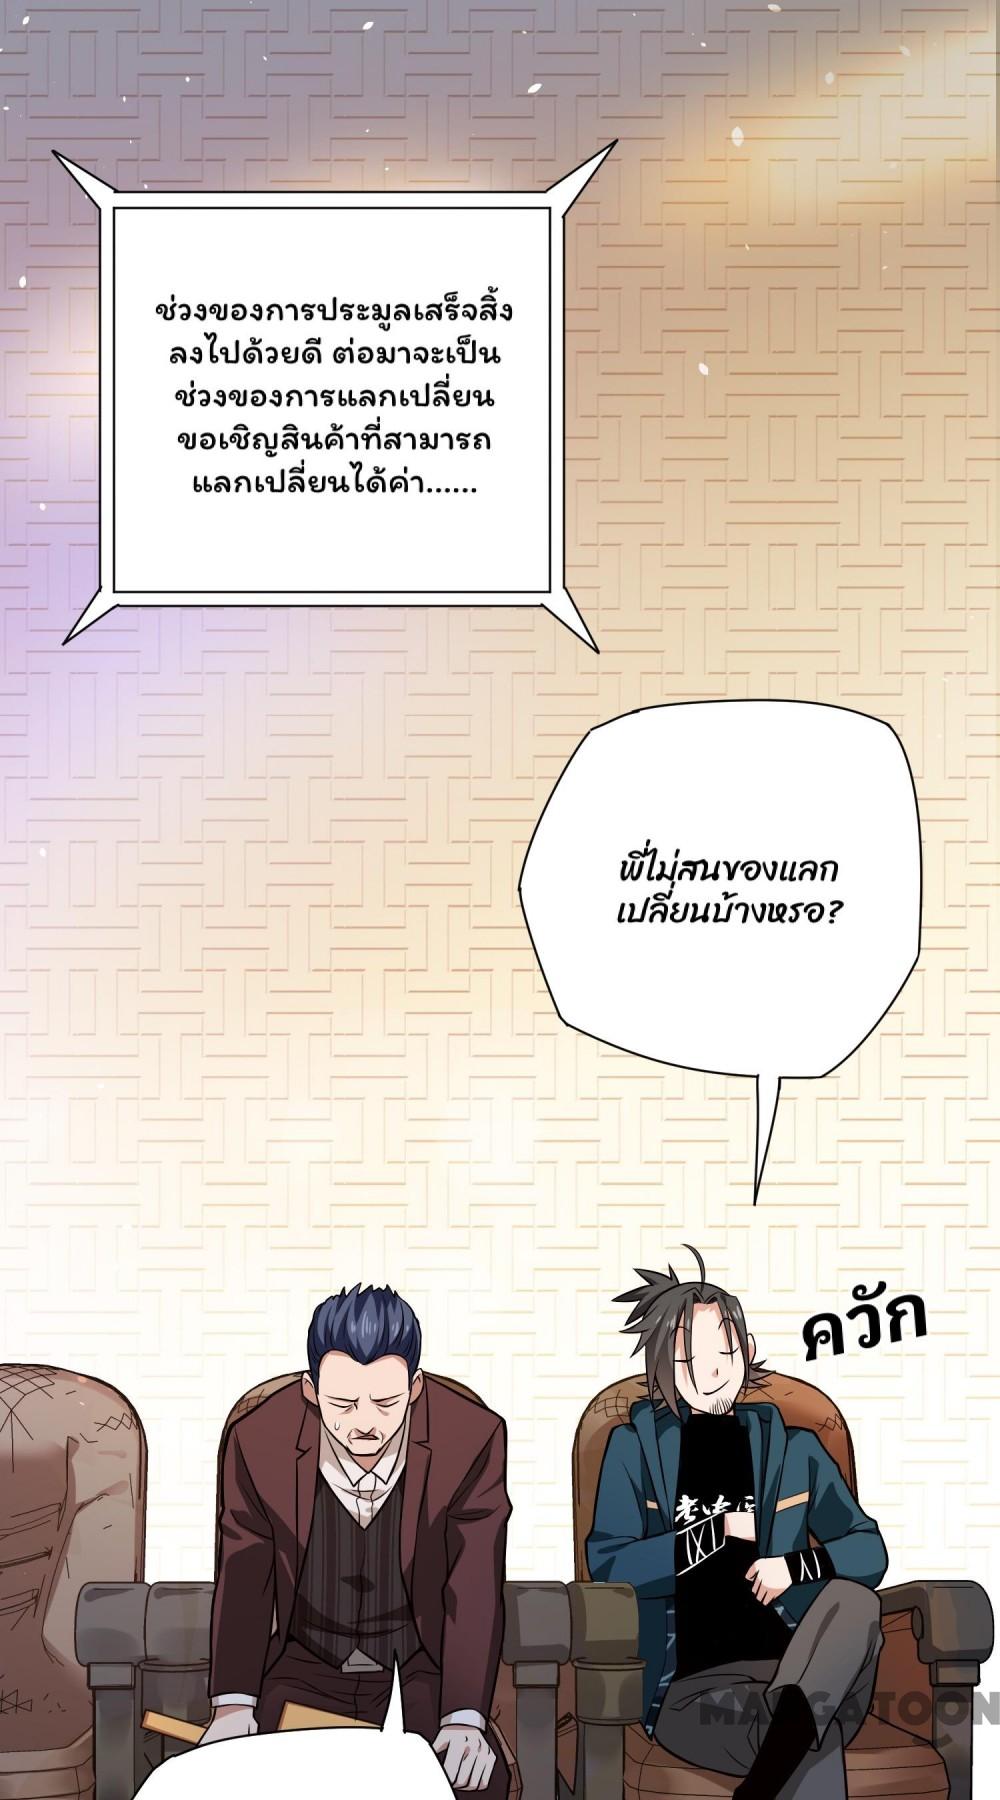 ช่วงของการประมูลเสร็จสิ้ง
ลงไปด้วยดี ต่อมาจะเป็น
ช่วงของการแลกเปลี่ยน
ขอเชิญสินค้าที่สามารถ
แลกเปลี่ยนได้ค่า......
พี่ไม่สนของแลก
เปลี่ยนบ้างหรอ?
ควัก
MANGATOON